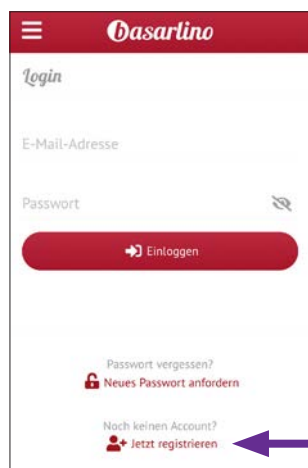 basarlino
Login
E-Mail-Adresse
Passwort
Einloggen
Passwort vergessen?
Neues Passwort anfordern
Noch keinen Account?
Jetzt registrieren